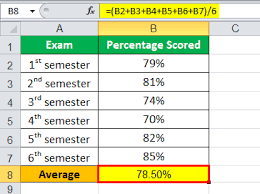 B8 fx =(B2+B3+B4+B5+B6+B7)/6
A B
1 Exam Percentage Scored
2 1st semester 79%
3 2nd semester 81%
4 3rd semester 74%
5 4th semester 70%
6 5th semester 82%
7 6th semester 85%
8 Average 78.50%
9